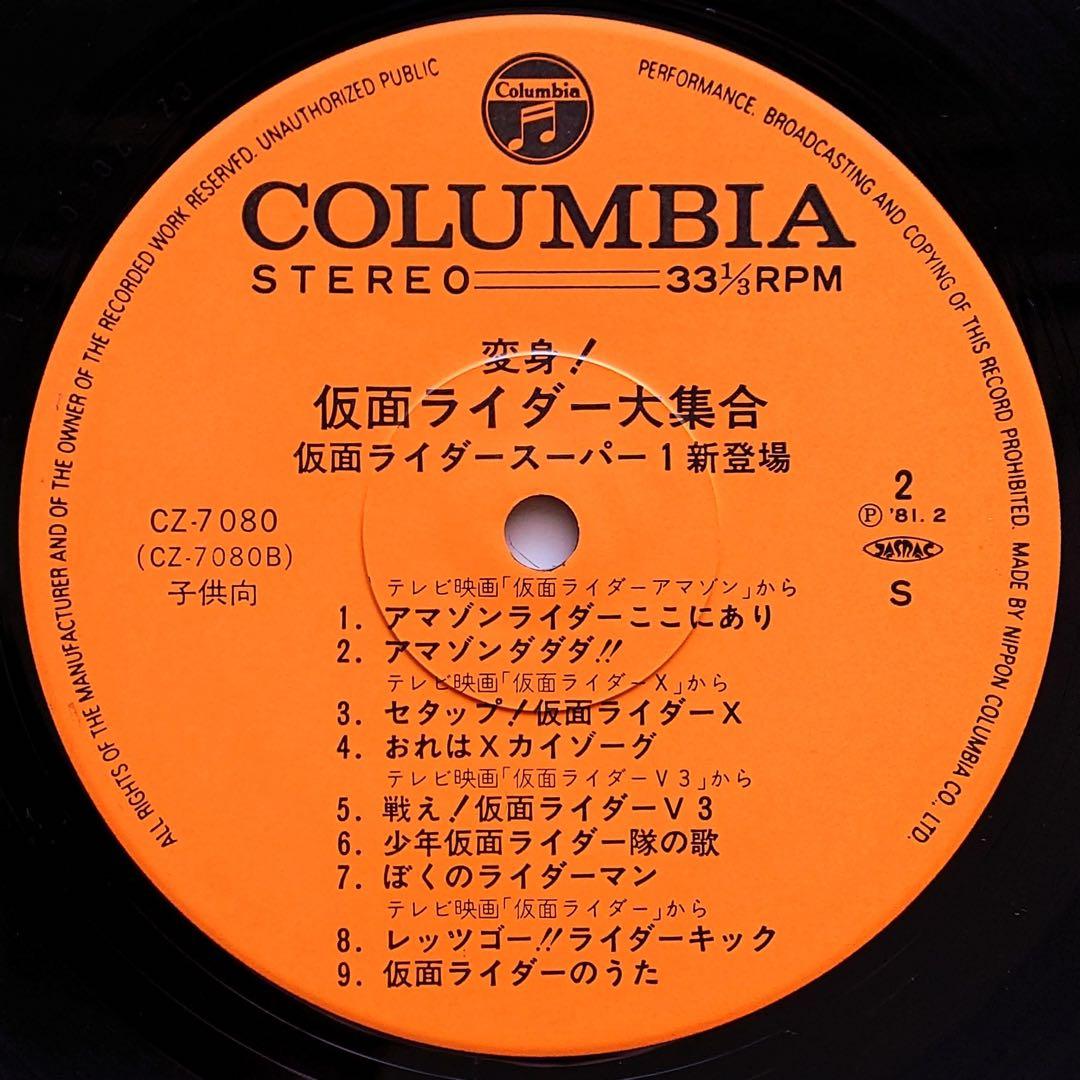 Columbia
ALL RIGHTS OF THE MANUFACTURER AND OF THE OWNER OF THE RECORDED WORK RESERVED. UNAUTHORIZED PUBLIC PERFORMANCE. BROADCASTING AND COPYING OF THIS RECORD PROHIBITED. MADE BY NIPPON COLUMBIA CO., LTD.
COLUMBIA
STEREO 33⅓RPM
変身!
仮面ライダー大集合
仮面ライダースーパー1新登場
CZ-7080
(CZ-7080B)
子供向
2
Ⓟ '81. 2
JASRAC
S
テレビ映画「仮面ライダーアマゾン」から
1. アマゾンライダーここにあり
2. アマゾンダダダ!!
テレビ映画「仮面ライダーX」から
3. セタップ!仮面ライダーX
4. おれはXカイゾーグ
テレビ映画「仮面ライダーV3」から
5. 戦え!仮面ライダーV3
6. 少年仮面ライダー隊の歌
7. ぼくのライダーマン
テレビ映画「仮面ライダー」から
8. レッツゴー!!ライダーキック
9. 仮面ライダーのうた